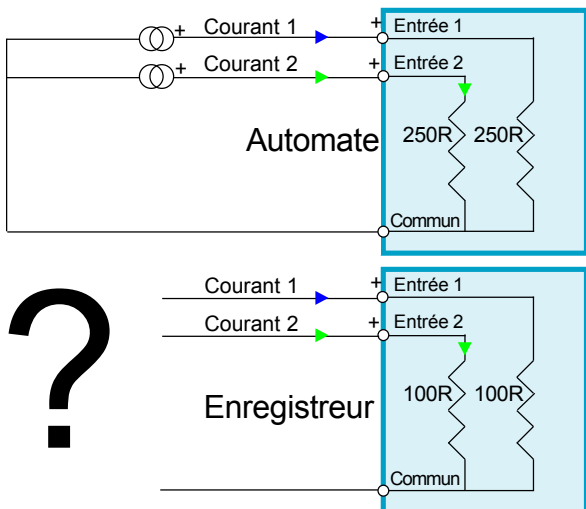 + Courant 1 + Entrée 1
+ Courant 2 + Entrée 2
Automate 250R 250R
Commun
Courant 1 + Entrée 1
Courant 2 + Entrée 2
? Enregistreur 100R 100R
Commun